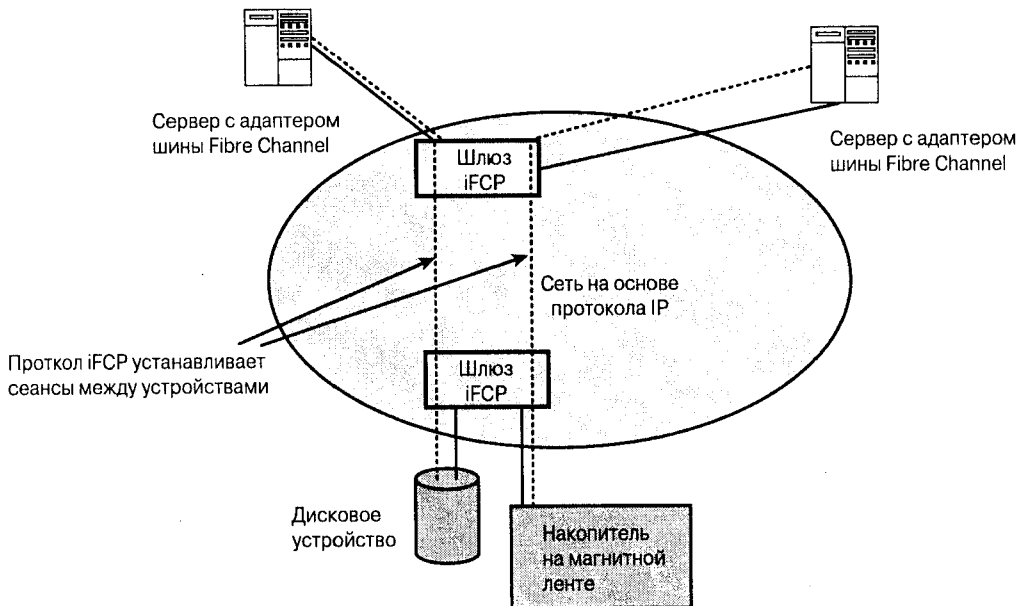 Сервер с адаптером
шины Fibre Channel
Сервер с адаптером
шины Fibre Channel
Шлюз
iFCP
Сеть на основе
протокола IP
Проткол iFCP устанавливает
сеансы между устройствами
Шлюз
iFCP
Дисковое
устройство
Накопитель
на магнитной
ленте